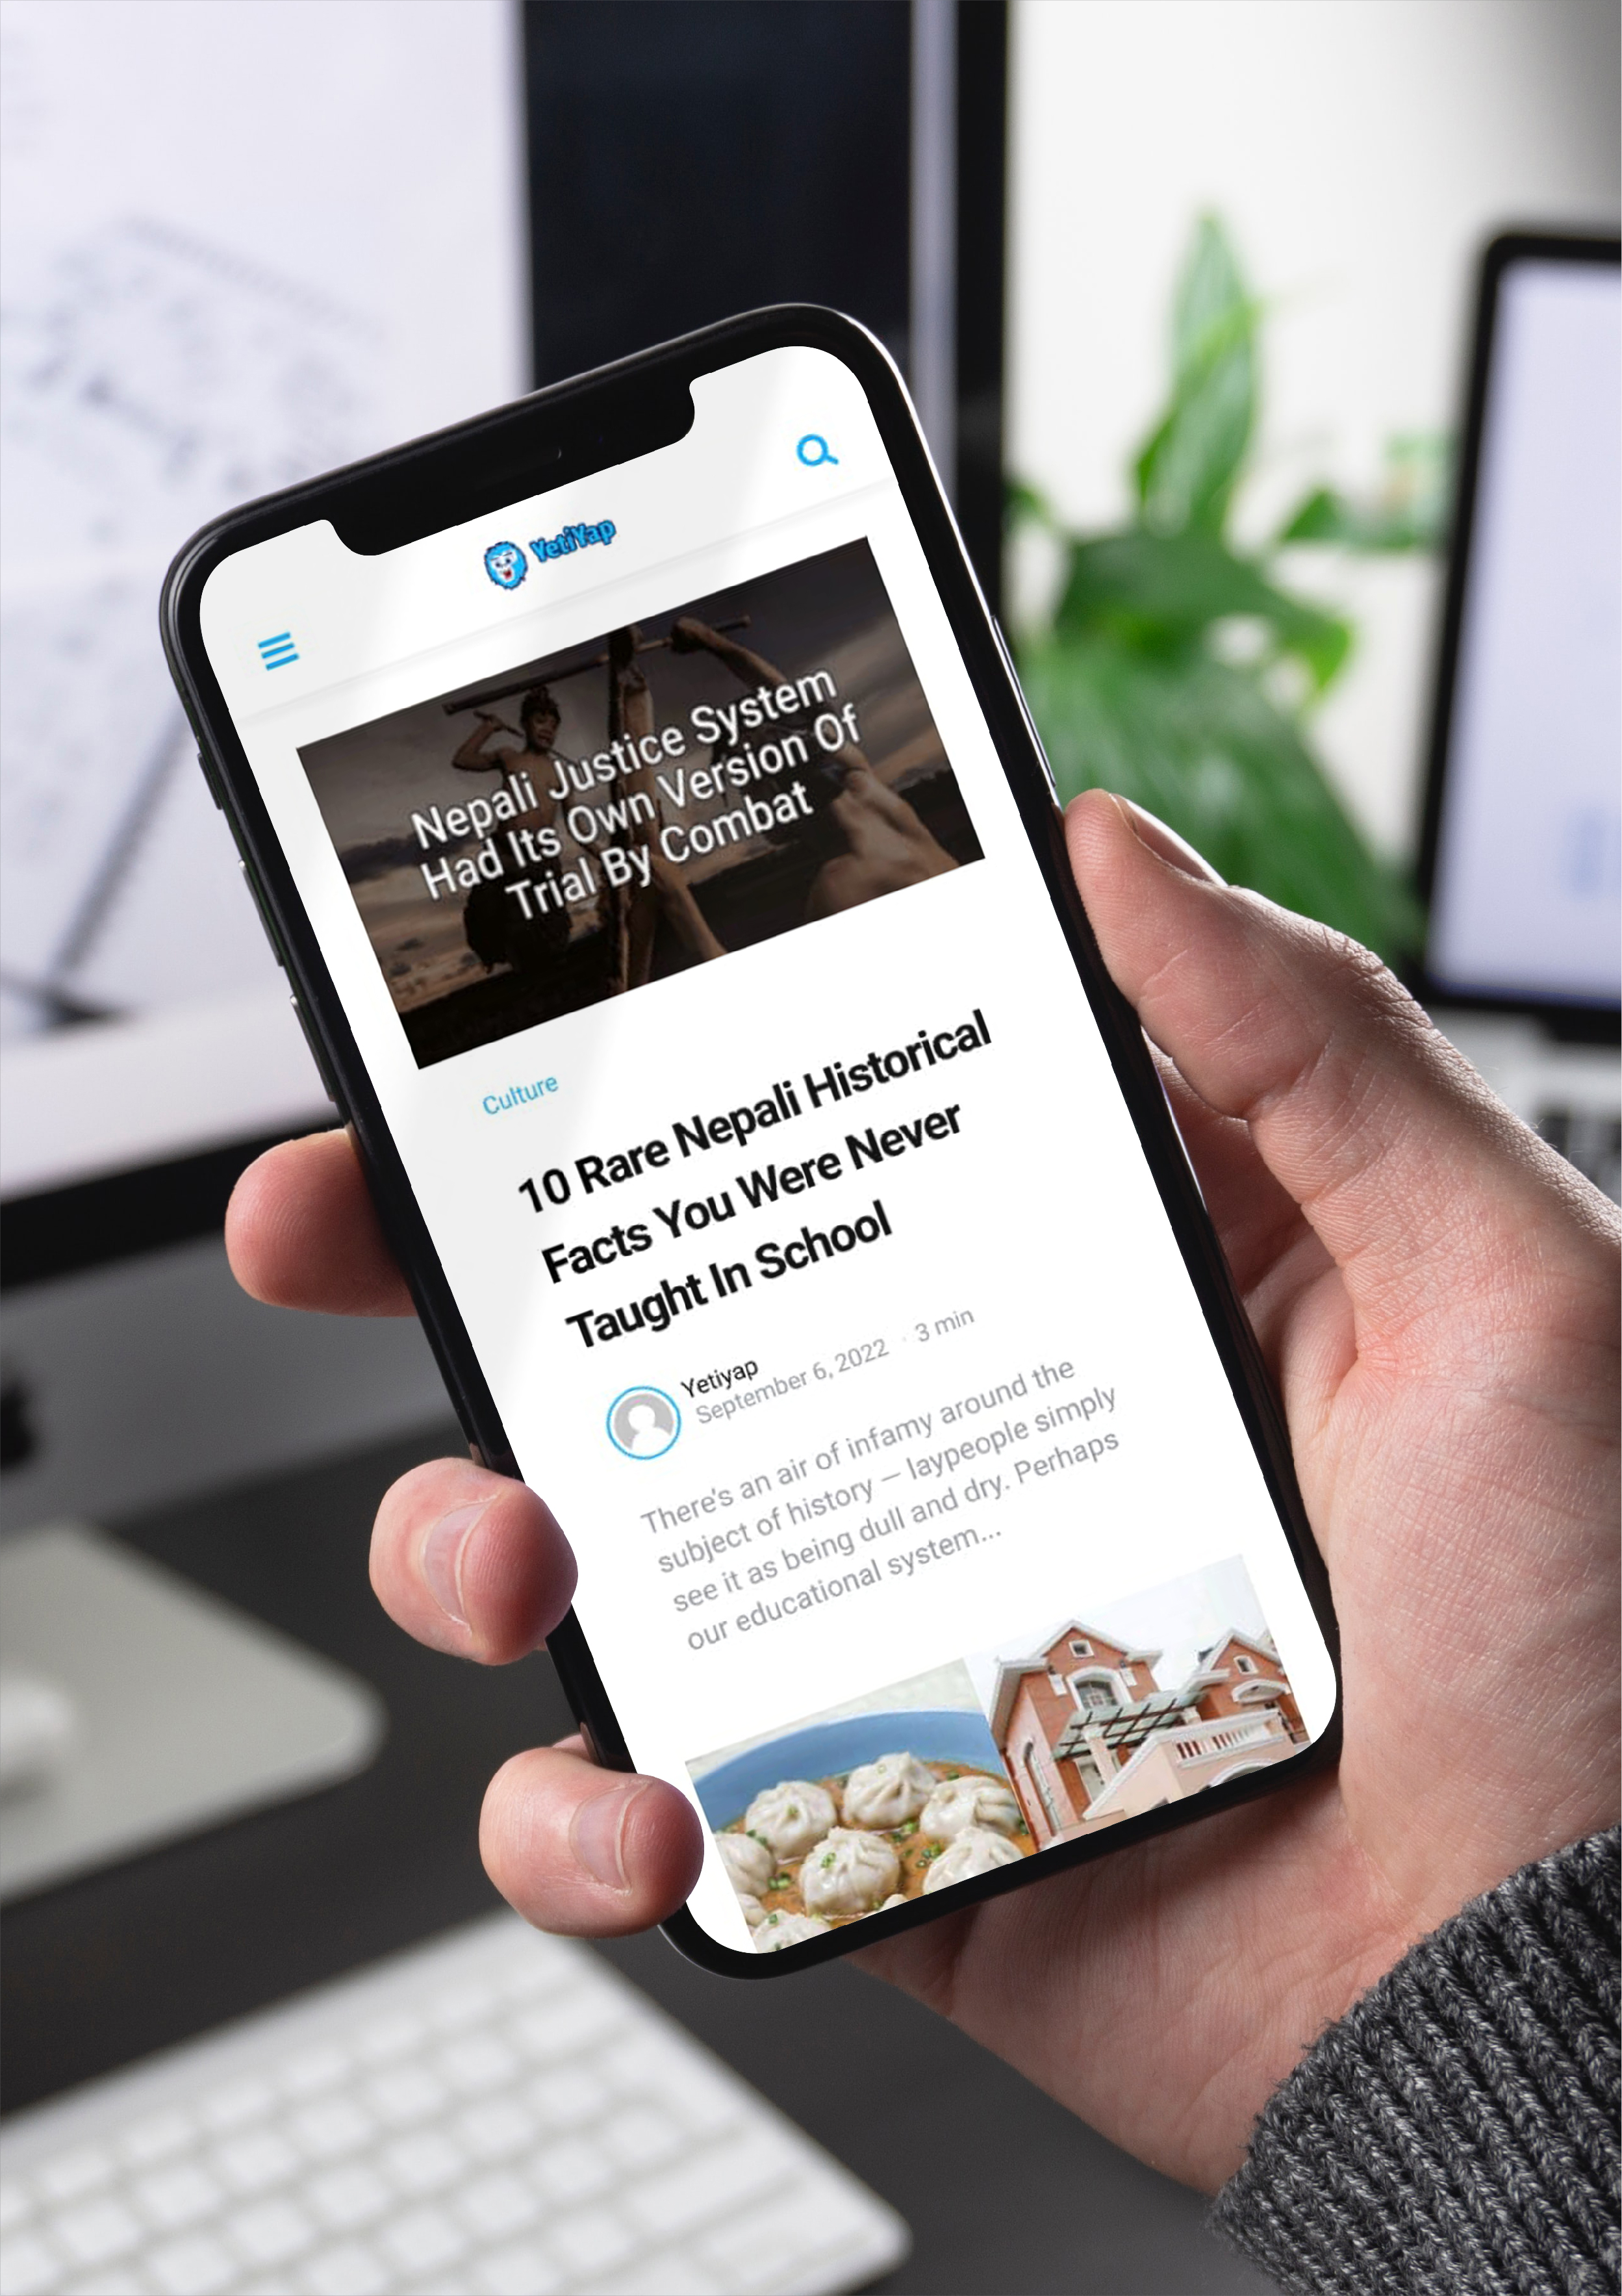 YetiYap
Nepali Justice System
Had Its Own Version Of
Trial By Combat
Culture
10 Rare Nepali Historical
Facts You Were Never
Taught In School
Yetiyap
September 6, 2022 · 3 min
There's an air of infamy around the
subject of history — laypeople simply
see it as being dull and dry. Perhaps
our educational system...